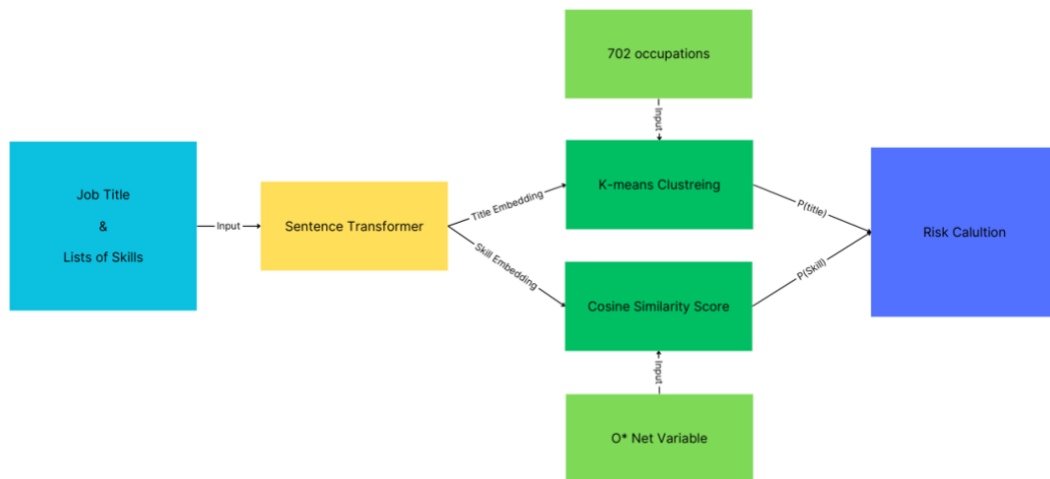 702 occupations
Input
Job Title
&
Lists of Skills
Input
Sentence Transformer
Title Embedding
Skill Embedding
K-means Clustreing
Cosine Similarity Score
P(title)
P(Skill)
Risk Calultion
Input
O* Net Variable